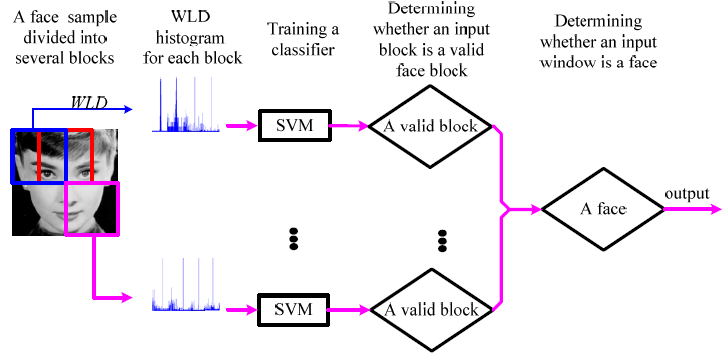 A face sample
divided into
several blocks
WLD
histogram
for each block
Training a
classifier
Determining
whether an input
block is a valid
face block
Determining
whether an input
window is a face
WLD
SVM
A valid block
A face
output
SVM
A valid block